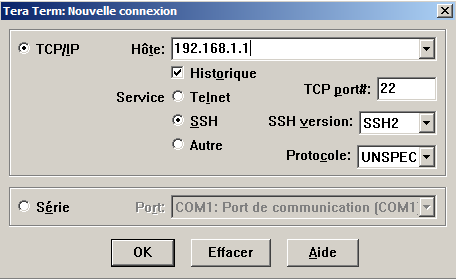 Tera Term: Nouvelle connexion
TCP/IP
Hôte: 192.168.1.1
Historique
Service
Telnet
TCP port#: 22
SSH
SSH version: SSH2
Autre
Protocole: UNSPEC
Série
Port: COM1: Port de communication (COM1)
OK
Effacer
Aide